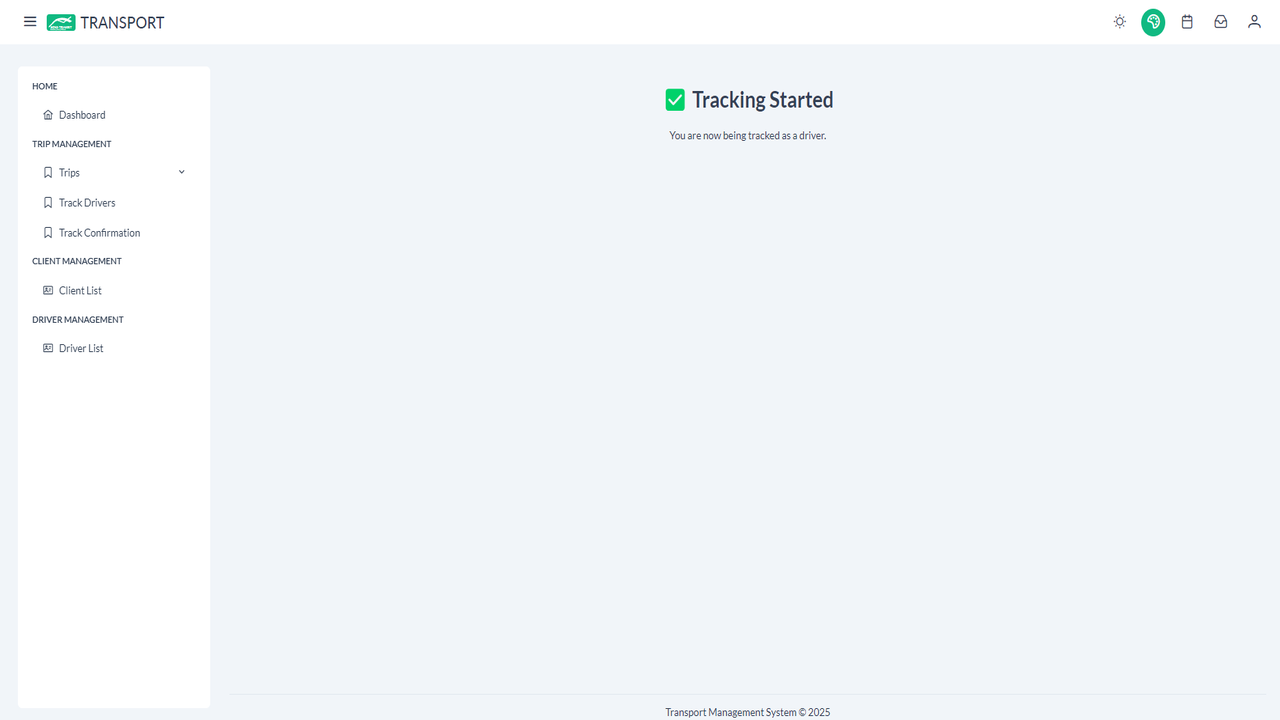 TRANSPORT
HOME
Dashboard
TRIP MANAGEMENT
Trips
Track Drivers
Track Confirmation
CLIENT MANAGEMENT
Client List
DRIVER MANAGEMENT
Driver List
✅ Tracking Started
You are now being tracked as a driver.
Transport Management System © 2025